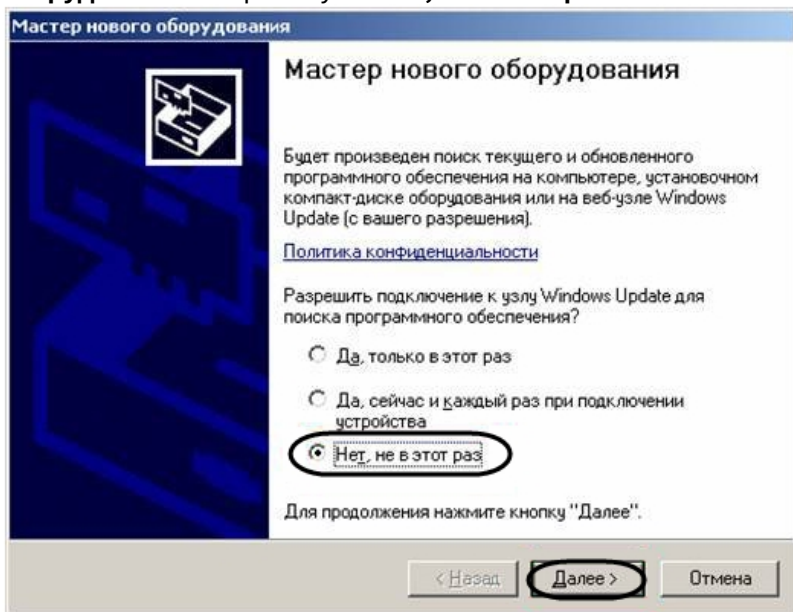 Мастер нового оборудования
Мастер нового оборудования
Будет произведен поиск текущего и обновленного
программного обеспечения на компьютере, установочном
компакт-диске оборудования или на веб-узле Windows
Update (с вашего разрешения).
Политика конфиденциальности
Разрешить подключение к узлу Windows Update для
поиска программного обеспечения?
Да, только в этот раз
Да, сейчас и каждый раз при подключении
устройства
Нет, не в этот раз
Для продолжения нажмите кнопку "Далее".
< Назад Далее > Отмена